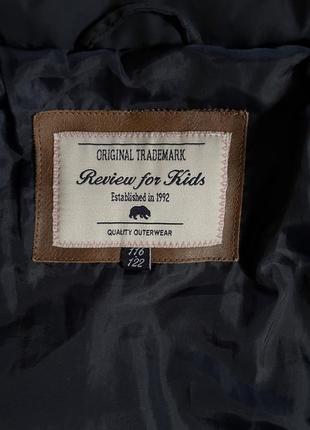 ORIGINAL TRADEMARK
Review for Kids
Established in 1992
QUALITY OUTERWEAR
116
122